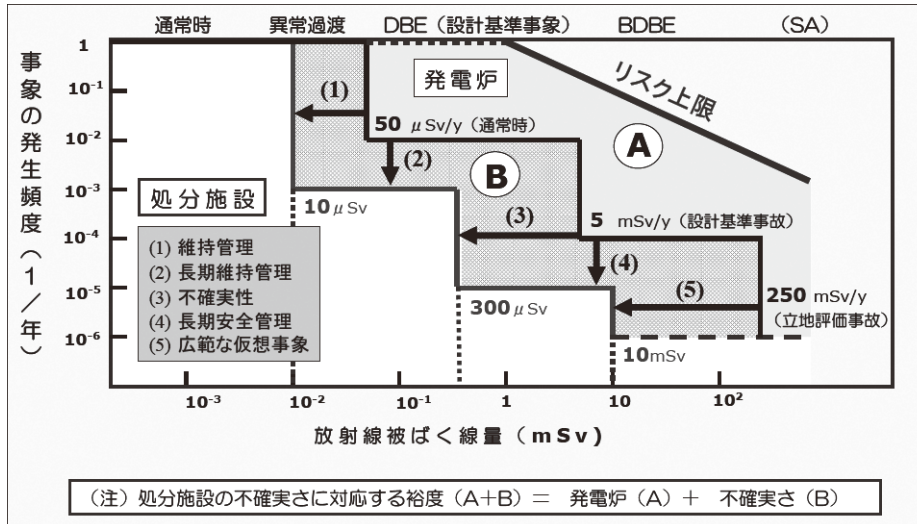 通常時 異常過渡 DBE（設計基準事象） BDBE （SA）
事象の発生頻度（1／年）
1
10⁻¹
10⁻²
10⁻³
10⁻⁴
10⁻⁵
10⁻⁶
発電炉
リスク上限
(1)
A
50 μSv/y（通常時）
(2)
B
処分施設
10μSv
(3)
5 mSv/y（設計基準事故）
(1) 維持管理
(2) 長期維持管理
(3) 不確実性
(4) 長期安全管理
(5) 広範な仮想事象
(4)
(5)
250 mSv/y
（立地評価事故）
300μSv
10mSv
10⁻³ 10⁻² 10⁻¹ 1 10 10²
放射線被ばく線量（mSv）
（注）処分施設の不確実さに対応する裕度（A+B）＝ 発電炉（A）＋ 不確実さ（B）